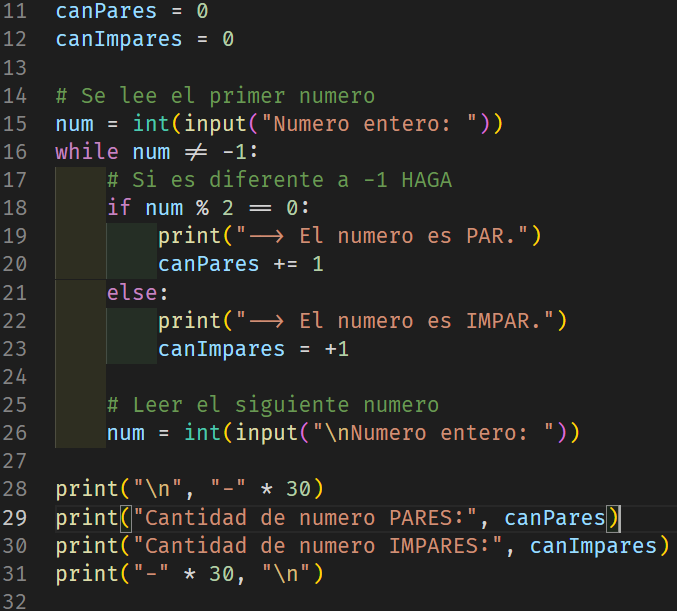 11 canPares = 0
12 canImpares = 0
13
14 # Se lee el primer numero
15 num = int(input("Numero entero: "))
16 while num != -1:
17     # Si es diferente a -1 HAGA
18     if num % 2 == 0:
19         print("--> El numero es PAR.")
20         canPares += 1
21     else:
22         print("--> El numero es IMPAR.")
23         canImpares = +1
24
25     # Leer el siguiente numero
26     num = int(input("\nNumero entero: "))
27
28 print("\n", "-" * 30)
29 print("Cantidad de numero PARES:", canPares)
30 print("Cantidad de numero IMPARES:", canImpares)
31 print("-" * 30, "\n")
32